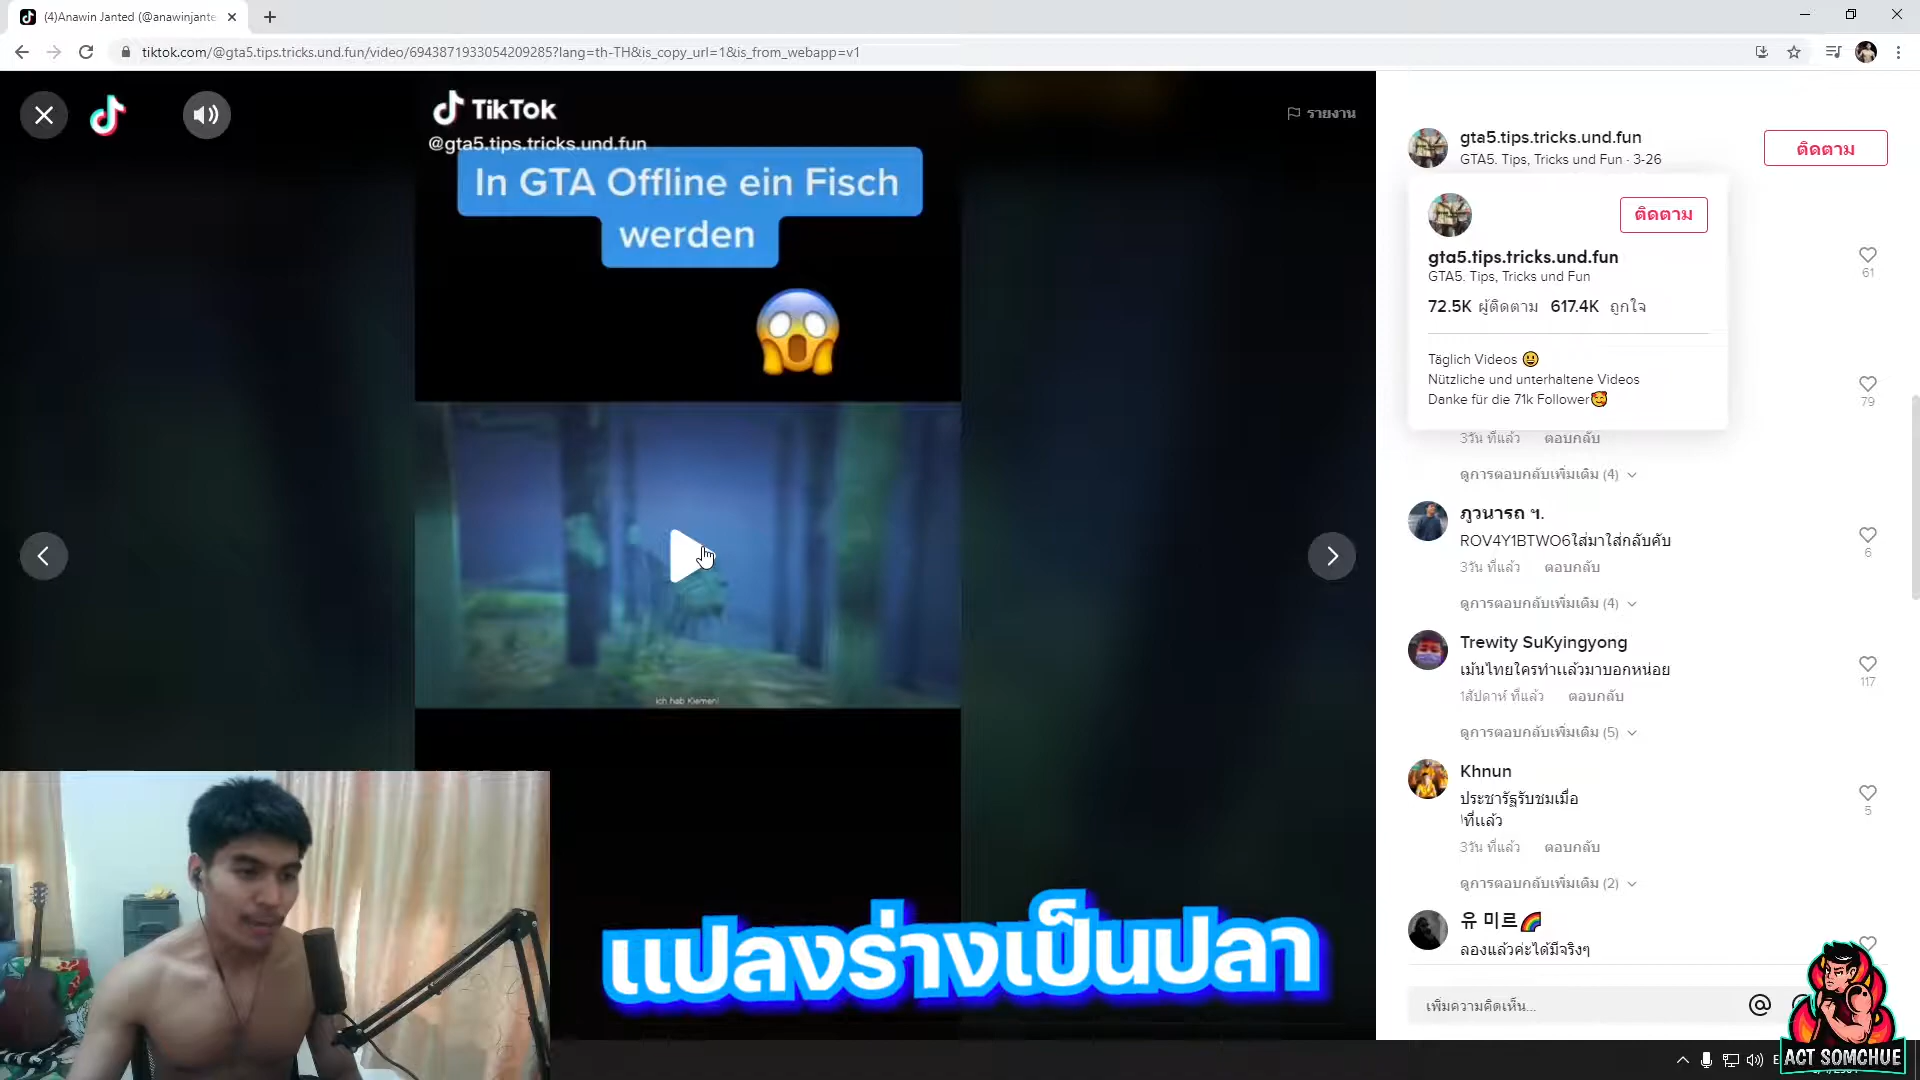 (4)Anawin Janted (@anawinjante
tiktok.com/@gta5.tips.tricks.und.fun/video/6943871933054209285?lang=th-TH&is_copy_url=1&is_from_webapp=v1
TikTok
@gta5.tips.tricks.und.fun
In GTA Offline ein Fisch
werden
Ich hab Kiemen!
รายงาน
แปลงร่างเป็นปลา
gta5.tips.tricks.und.fun
GTA5. Tips, Tricks und Fun · 3-26
ติดตาม
ติดตาม
gta5.tips.tricks.und.fun
GTA5. Tips, Tricks und Fun
72.5K ผู้ติดตาม 617.4K ถูกใจ
Täglich Videos 😃
Nützliche und unterhaltene Videos
Danke für die 71k Follower🥰
61
79
3วัน ที่แล้ว ตอบกลับ
ดูการตอบกลับเพิ่มเติม (4)
ภูวนารถ ฯ.
ROV4Y1BTWO6ใส่มาใส่กลับคับ
6
3วัน ที่แล้ว ตอบกลับ
ดูการตอบกลับเพิ่มเติม (4)
Trewity SuKyingyong
เม้นไทยใครทำแล้วมาบอกหน่อย
117
1สัปดาห์ ที่แล้ว ตอบกลับ
ดูการตอบกลับเพิ่มเติม (5)
Khnun
ประชารัฐรับชมเมื่อ
ที่แล้ว
5
3วัน ที่แล้ว ตอบกลับ
ดูการตอบกลับเพิ่มเติม (2)
유 미르🌈
ลองแล้วค่ะได้มีจริงๆ
เพิ่มความคิดเห็น...
@
ACT SOMCHUE